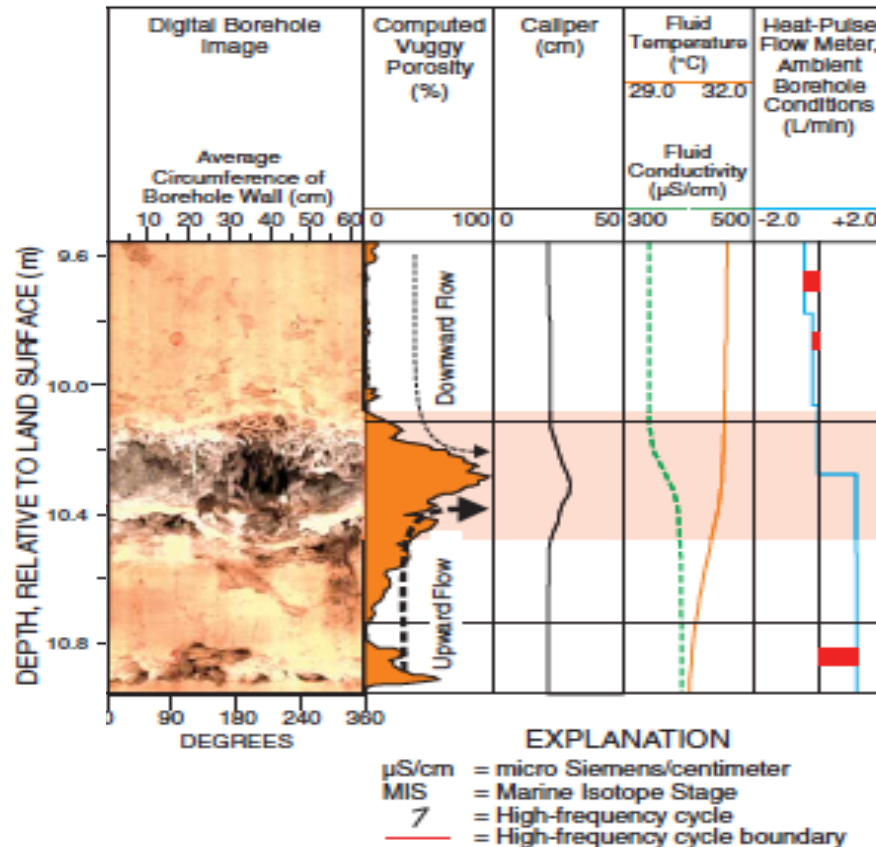 Digital Borehole
Image
Average
Circumference of
Borehole Wall (cm)
10 20 30 40 50 60
Computed
Vuggy
Porosity
(%)
0 100
Caliper
(cm)
0 50
Fluid
Temperature
(°C)
29.0 32.0
Fluid
Conductivity
(µS/cm)
300 500
Heat-Pulse
Flow Meter,
Ambient
Borehole
Conditions
(L/min)
-2.0 +2.0
DEPTH, RELATIVE TO LAND SURFACE (m)
9.6
10.0
10.4
10.8
Downward Flow
Upward Flow
0 90 180 240 360
DEGREES
EXPLANATION
µS/cm = micro Siemens/centimeter
MIS = Marine Isotope Stage
= High-frequency cycle
= High-frequency cycle boundary